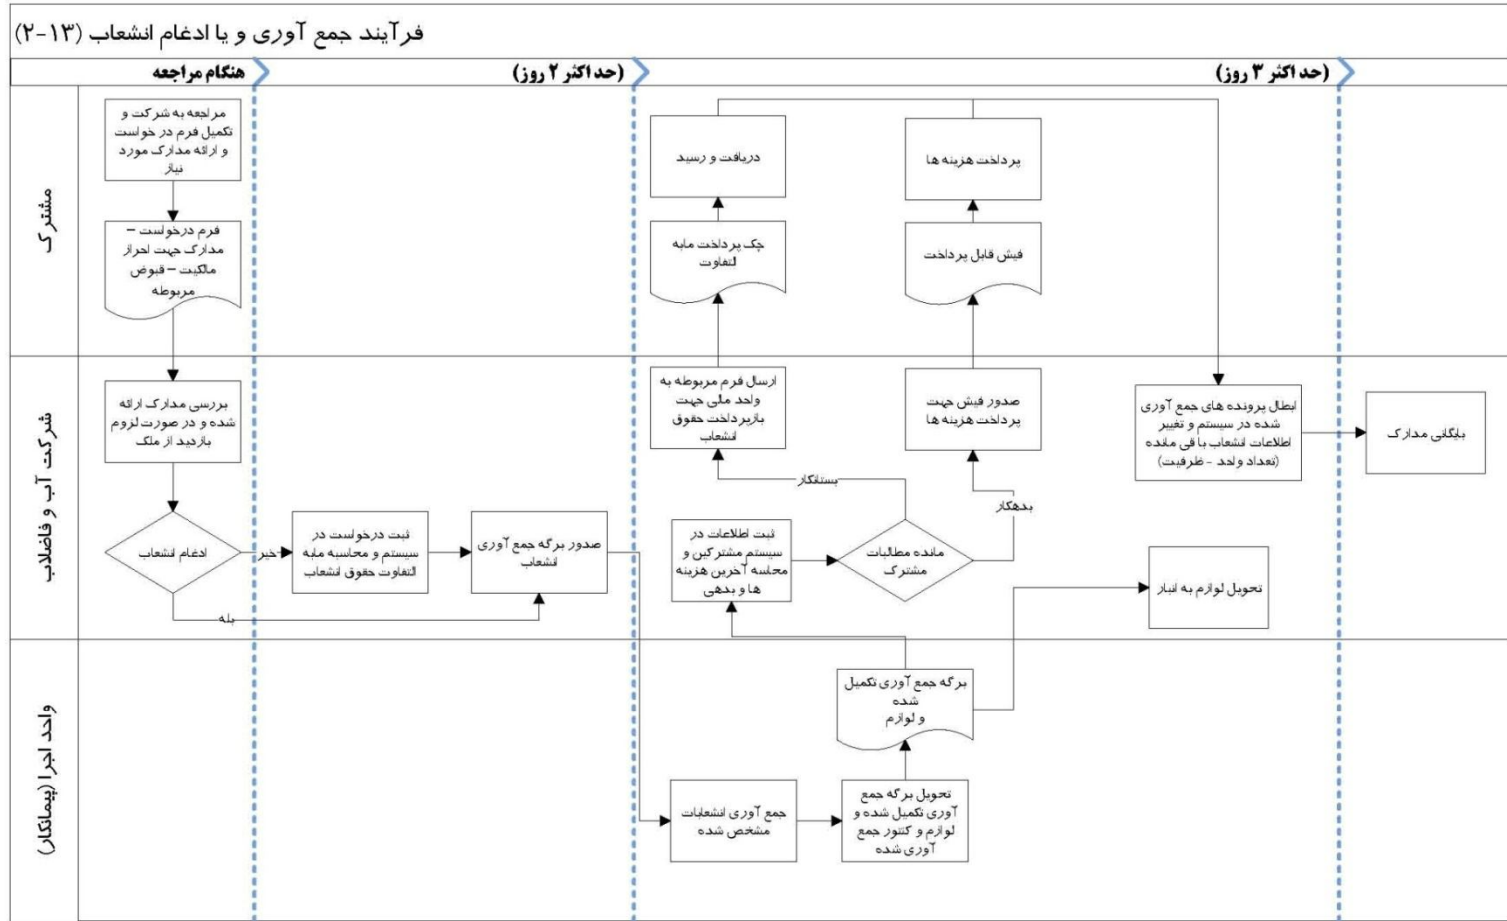 فرآیند جمع آوری و یا ادغام انشعاب (۱۳-۲)
هنگام مراجعه
(حداکثر ۲ روز)
(حداکثر ۳ روز)
مشترک
مراجعه به شرکت و
تکمیل فرم درخواست
و ارائه مدارک مورد
نیاز
فرم درخواست –
مدارک جهت احراز
مالکیت – قبوض
مربوطه
دریافت و رسید
چک پرداخت مابه
التفاوت
پرداخت هزینه ها
فیش قابل پرداخت
شرکت آب و فاضلاب
بررسی مدارک ارائه
شده و در صورت لزوم
بازدید از ملک
ادغام انشعاب
خیر
بله
ثبت درخواست در
سیستم و محاسبه مابه
التفاوت حقوق انشعاب
صدور برگه جمع آوری
انشعاب
ارسال فرم مربوطه به
واحد مالی جهت
بازپرداخت حقوق
انشعاب
صدور فیش جهت
پرداخت هزینه ها
بستانکار
بدهکار
ثبت اطلاعات در
سیستم مشترکین و
محاسه آخرین هزینه
ها و بدهی
مانده مطالبات
مشترک
ابطال پرونده های جمع آوری
شده در سیستم و تغییر
اطلاعات انشعاب باقی مانده
(تعداد واحد - ظرفیت)
بایگانی مدارک
تحویل لوازم به انبار
واحد اجرا (پیمانکار)
برگه جمع آوری تکمیل
شده
و لوازم
جمع آوری انشعابات
مشخص شده
تحویل برگه جمع
آوری تکمیل شده و
لوازم و کنتور جمع
آوری شده